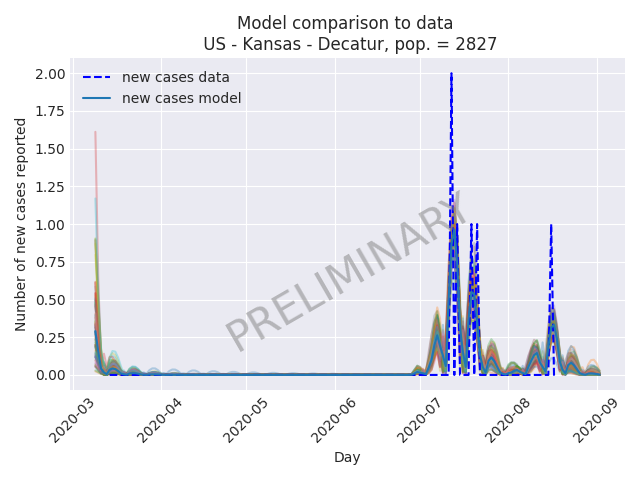 Model comparison to data
US - Kansas - Decatur, pop. = 2827
Number of new cases reported
2.00
1.75
1.50
1.25
1.00
0.75
0.50
0.25
0.00
new cases data
new cases model
PRELIMINARY
2020-03
2020-04
2020-05
2020-06
2020-07
2020-08
2020-09
Day